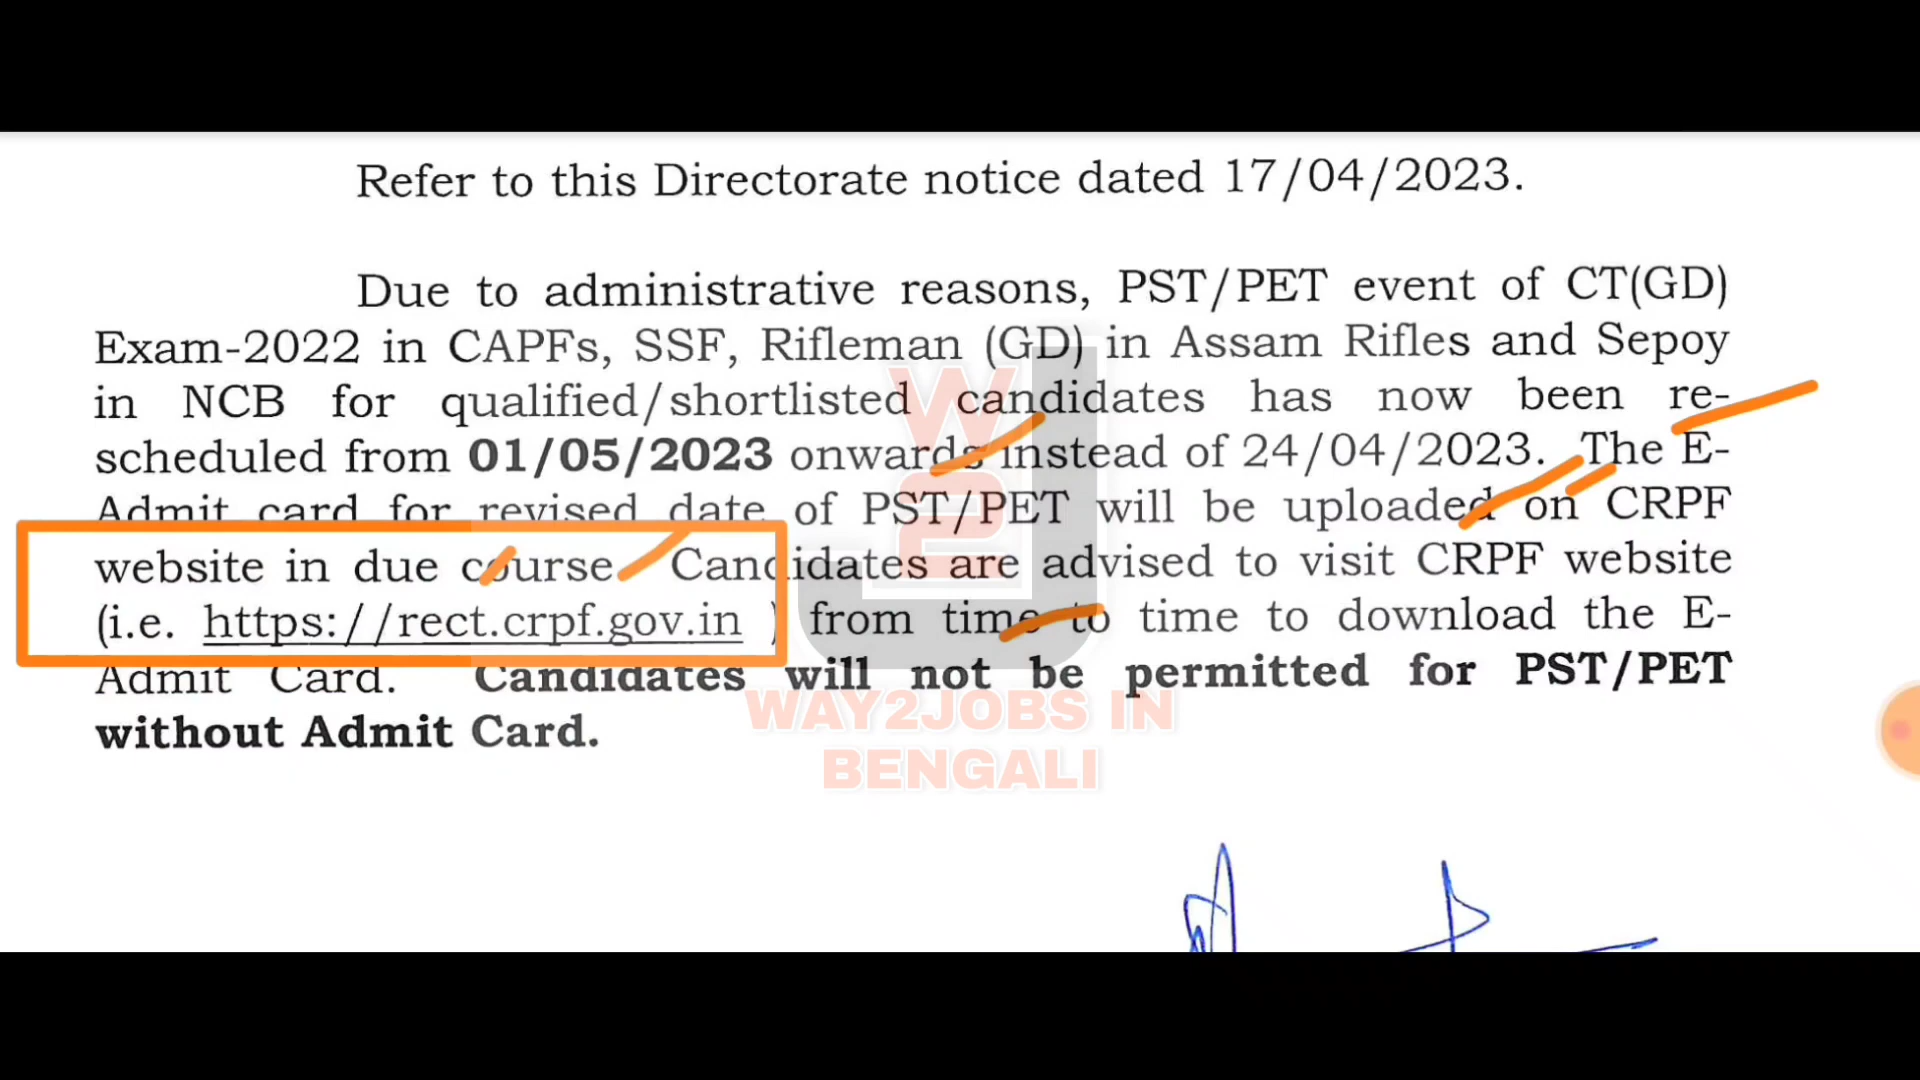 Refer to this Directorate notice dated 17/04/2023.
Due to administrative reasons, PST/PET event of CT(GD)
Exam-2022 in CAPFs, SSF, Rifleman (GD) in Assam Rifles and Sepoy
in NCB for qualified/shortlisted candidates has now been re-
scheduled from 01/05/2023 onwards instead of 24/04/2023. The E-
Admit card for revised date of PST/PET will be uploaded on CRPF
website in due course. Candidates are advised to visit CRPF website
(i.e. https://rect.crpf.gov.in ) from time to time to download the E-
Admit Card. Candidates will not be permitted for PST/PET
without Admit Card.
W
2
J
WAY2JOBS IN
BENGALI